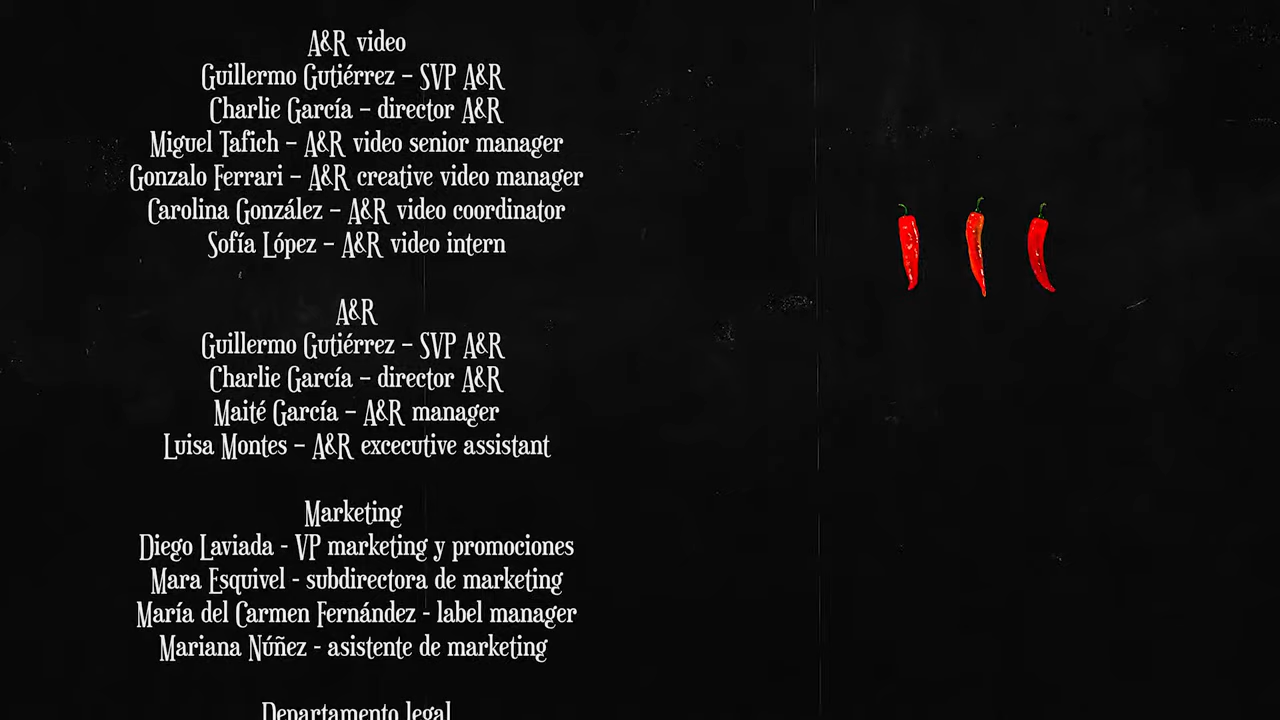 A&R video
Guillermo Gutiérrez – SVP A&R
Charlie García – director A&R
Miguel Tafich – A&R video senior manager
Gonzalo Ferrari – A&R creative video manager
Carolina González – A&R video coordinator
Sofía López – A&R video intern
A&R
Guillermo Gutiérrez – SVP A&R
Charlie García – director A&R
Maité García – A&R manager
Luisa Montes – A&R excecutive assistant
Marketing
Diego Laviada - VP marketing y promociones
Mara Esquivel - subdirectora de marketing
María del Carmen Fernández - label manager
Mariana Núñez - asistente de marketing
Departamento legal